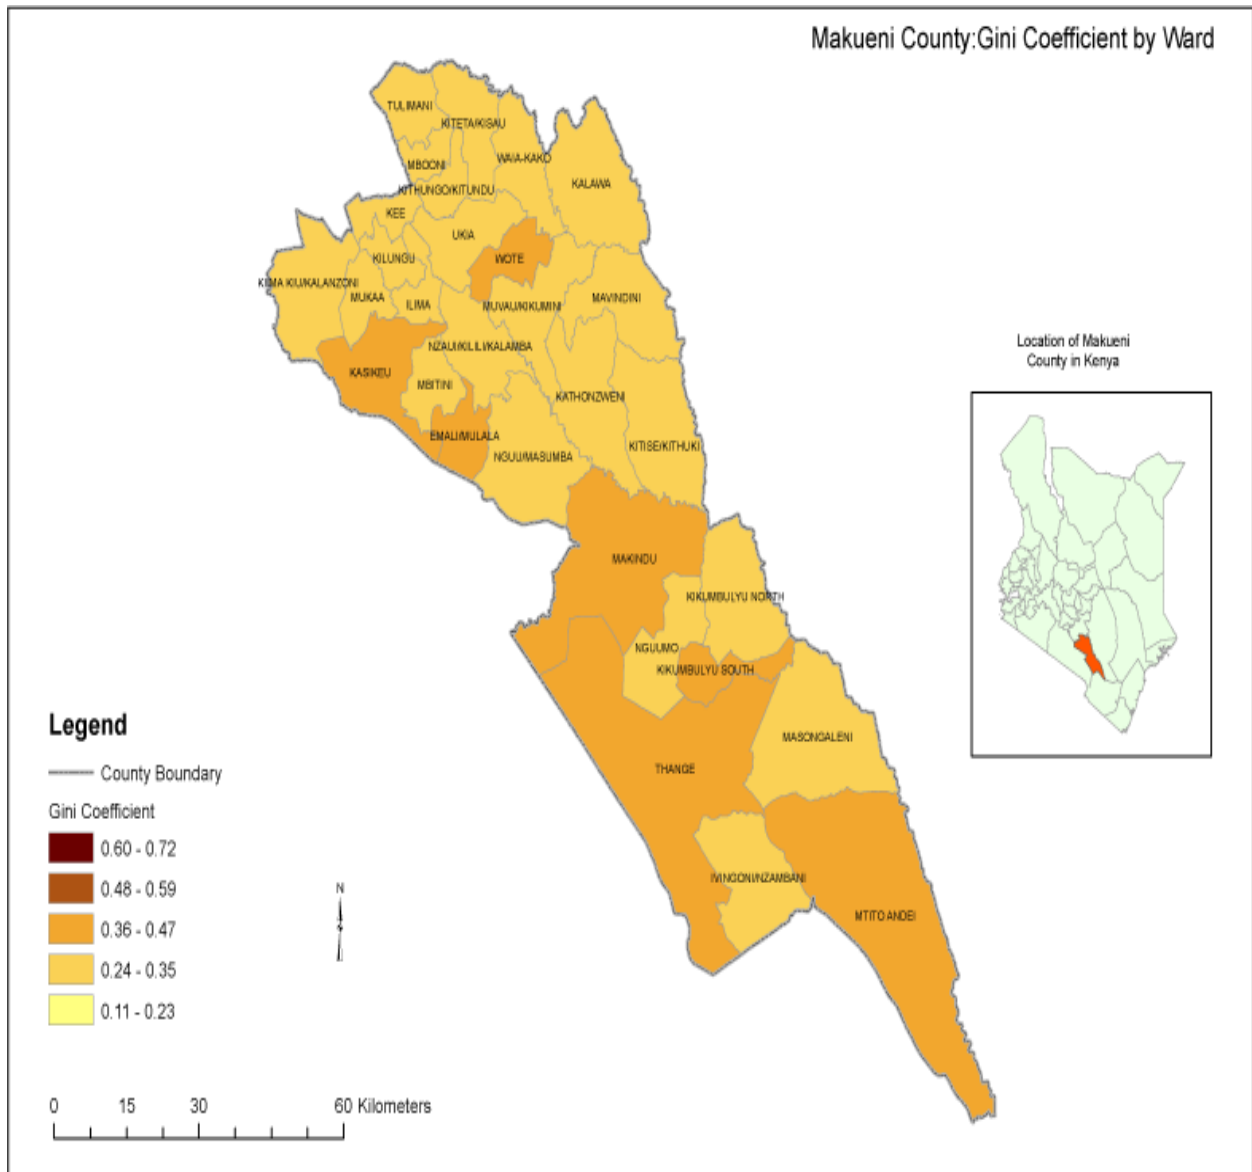 Makueni County:Gini Coefficient by Ward
TULIMANI
KITETA/KISAU
WAIA-KAKO
MBOONI
KALAWA
KITHUNGO/KITUNDU
KEE
UKIA
WOTE
KILUNGU
KIIMA KIU/KALANZONI
MUKAA
ILIMA
MUVAU/KIKUMINI
MAVINDINI
NZAUI/KILILI/KALAMBA
KASIKEU
MBITINI
KATHONZWENI
EMALI/MULALA
NGUU/MASUMBA
KITISE/KITHUKI
MAKINDU
KIKUMBULYU NORTH
NGUUMO
KIKUMBULYU SOUTH
MASONGALENI
THANGE
IVINGONI/NZAMBANI
MTITO ANDEI
Location of Makueni
County in Kenya
Legend
County Boundary
Gini Coefficient
0.60 - 0.72
0.48 - 0.59
0.36 - 0.47
0.24 - 0.35
0.11 - 0.23
N
0 15 30 60 Kilometers